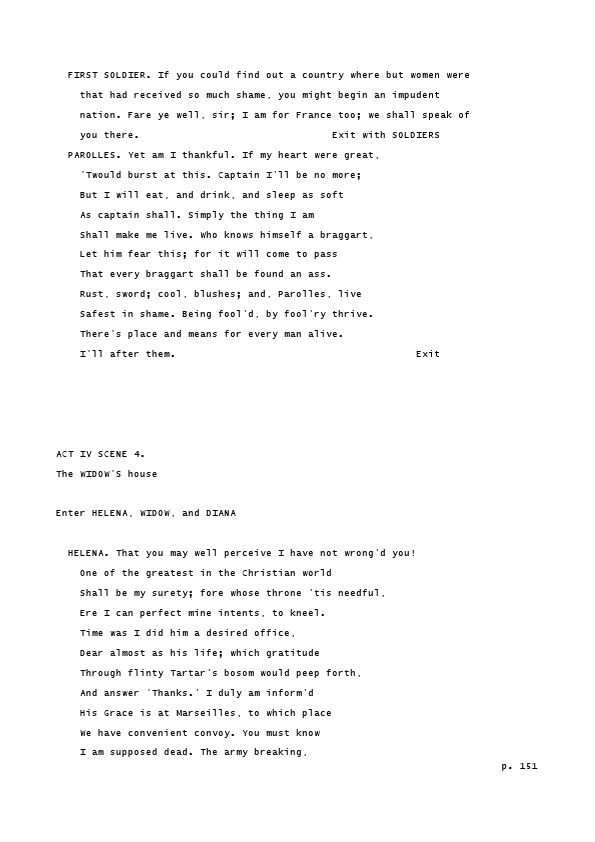 FIRST SOLDIER. If you could find out a country where but women were
that had received so much shame, you might begin an impudent
nation. Fare ye well, sir; I am for France too; we shall speak of
you there. Exit with SOLDIERS
PAROLLES. Yet am I thankful. If my heart were great,
'Twould burst at this. Captain I'll be no more;
But I will eat, and drink, and sleep as soft
As captain shall. Simply the thing I am
Shall make me live. Who knows himself a braggart,
Let him fear this; for it will come to pass
That every braggart shall be found an ass.
Rust, sword; cool, blushes; and, Parolles, live
Safest in shame. Being fool'd, by fool'ry thrive.
There's place and means for every man alive.
I'll after them. Exit
ACT IV SCENE 4.
The WIDOW'S house
Enter HELENA, WIDOW, and DIANA
HELENA. That you may well perceive I have not wrong'd you!
One of the greatest in the Christian world
Shall be my surety; fore whose throne 'tis needful,
Ere I can perfect mine intents, to kneel.
Time was I did him a desired office,
Dear almost as his life; which gratitude
Through flinty Tartar's bosom would peep forth,
And answer 'Thanks.' I duly am inform'd
His Grace is at Marseilles, to which place
We have convenient convoy. You must know
I am supposed dead. The army breaking,
p. 151